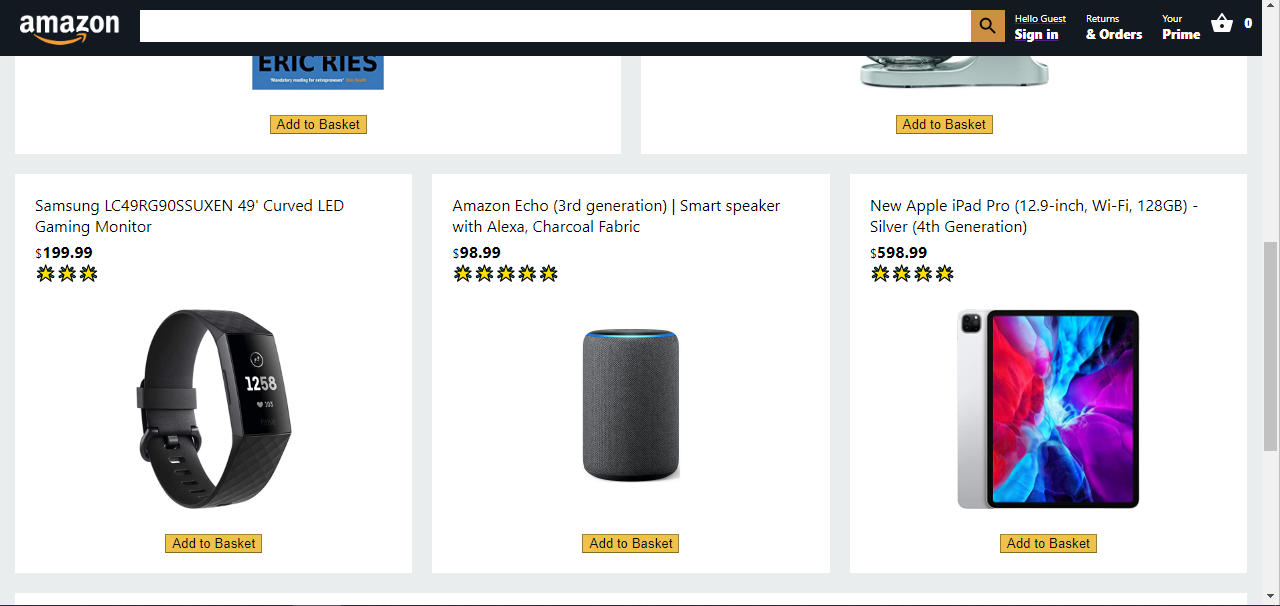 amazon
Hello Guest
Sign in
Returns
& Orders
Your
Prime
0
ERIC RIES
'Mandatory reading for entrepreneurs'
Add to Basket
Add to Basket
Samsung LC49RG90SSUXEN 49' Curved LED
Gaming Monitor
$199.99
1258
103
Add to Basket
Amazon Echo (3rd generation) | Smart speaker
with Alexa, Charcoal Fabric
$98.99
Add to Basket
New Apple iPad Pro (12.9-inch, Wi-Fi, 128GB) -
Silver (4th Generation)
$598.99
Add to Basket